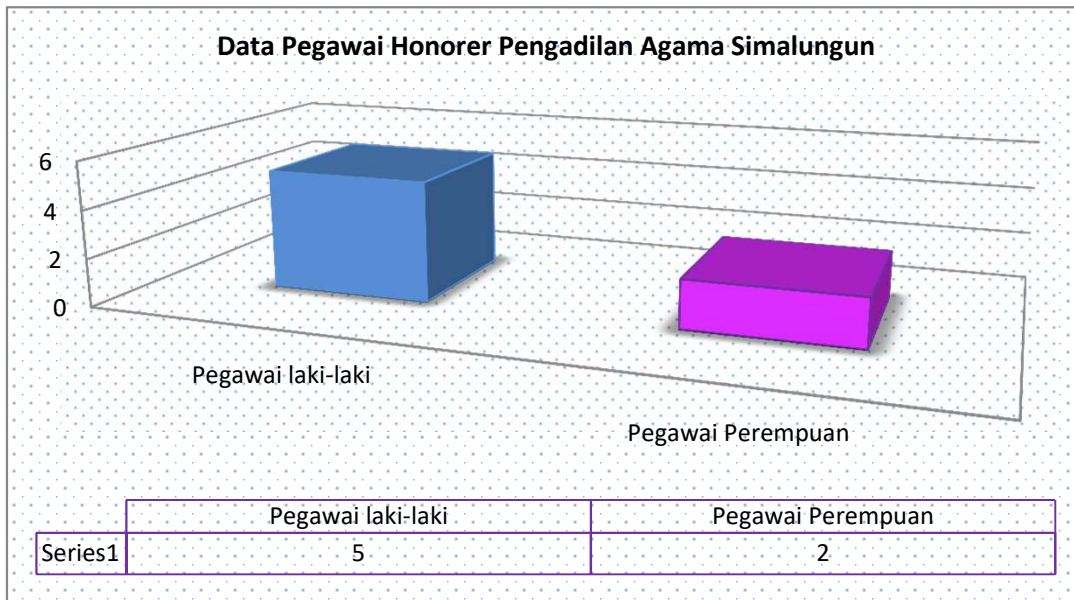 Data Pegawai Honorer Pengadilan Agama Simalungun
6
4
2
0
Pegawai laki-laki
Pegawai Perempuan
Pegawai laki-laki Pegawai Perempuan
Series1 5 2